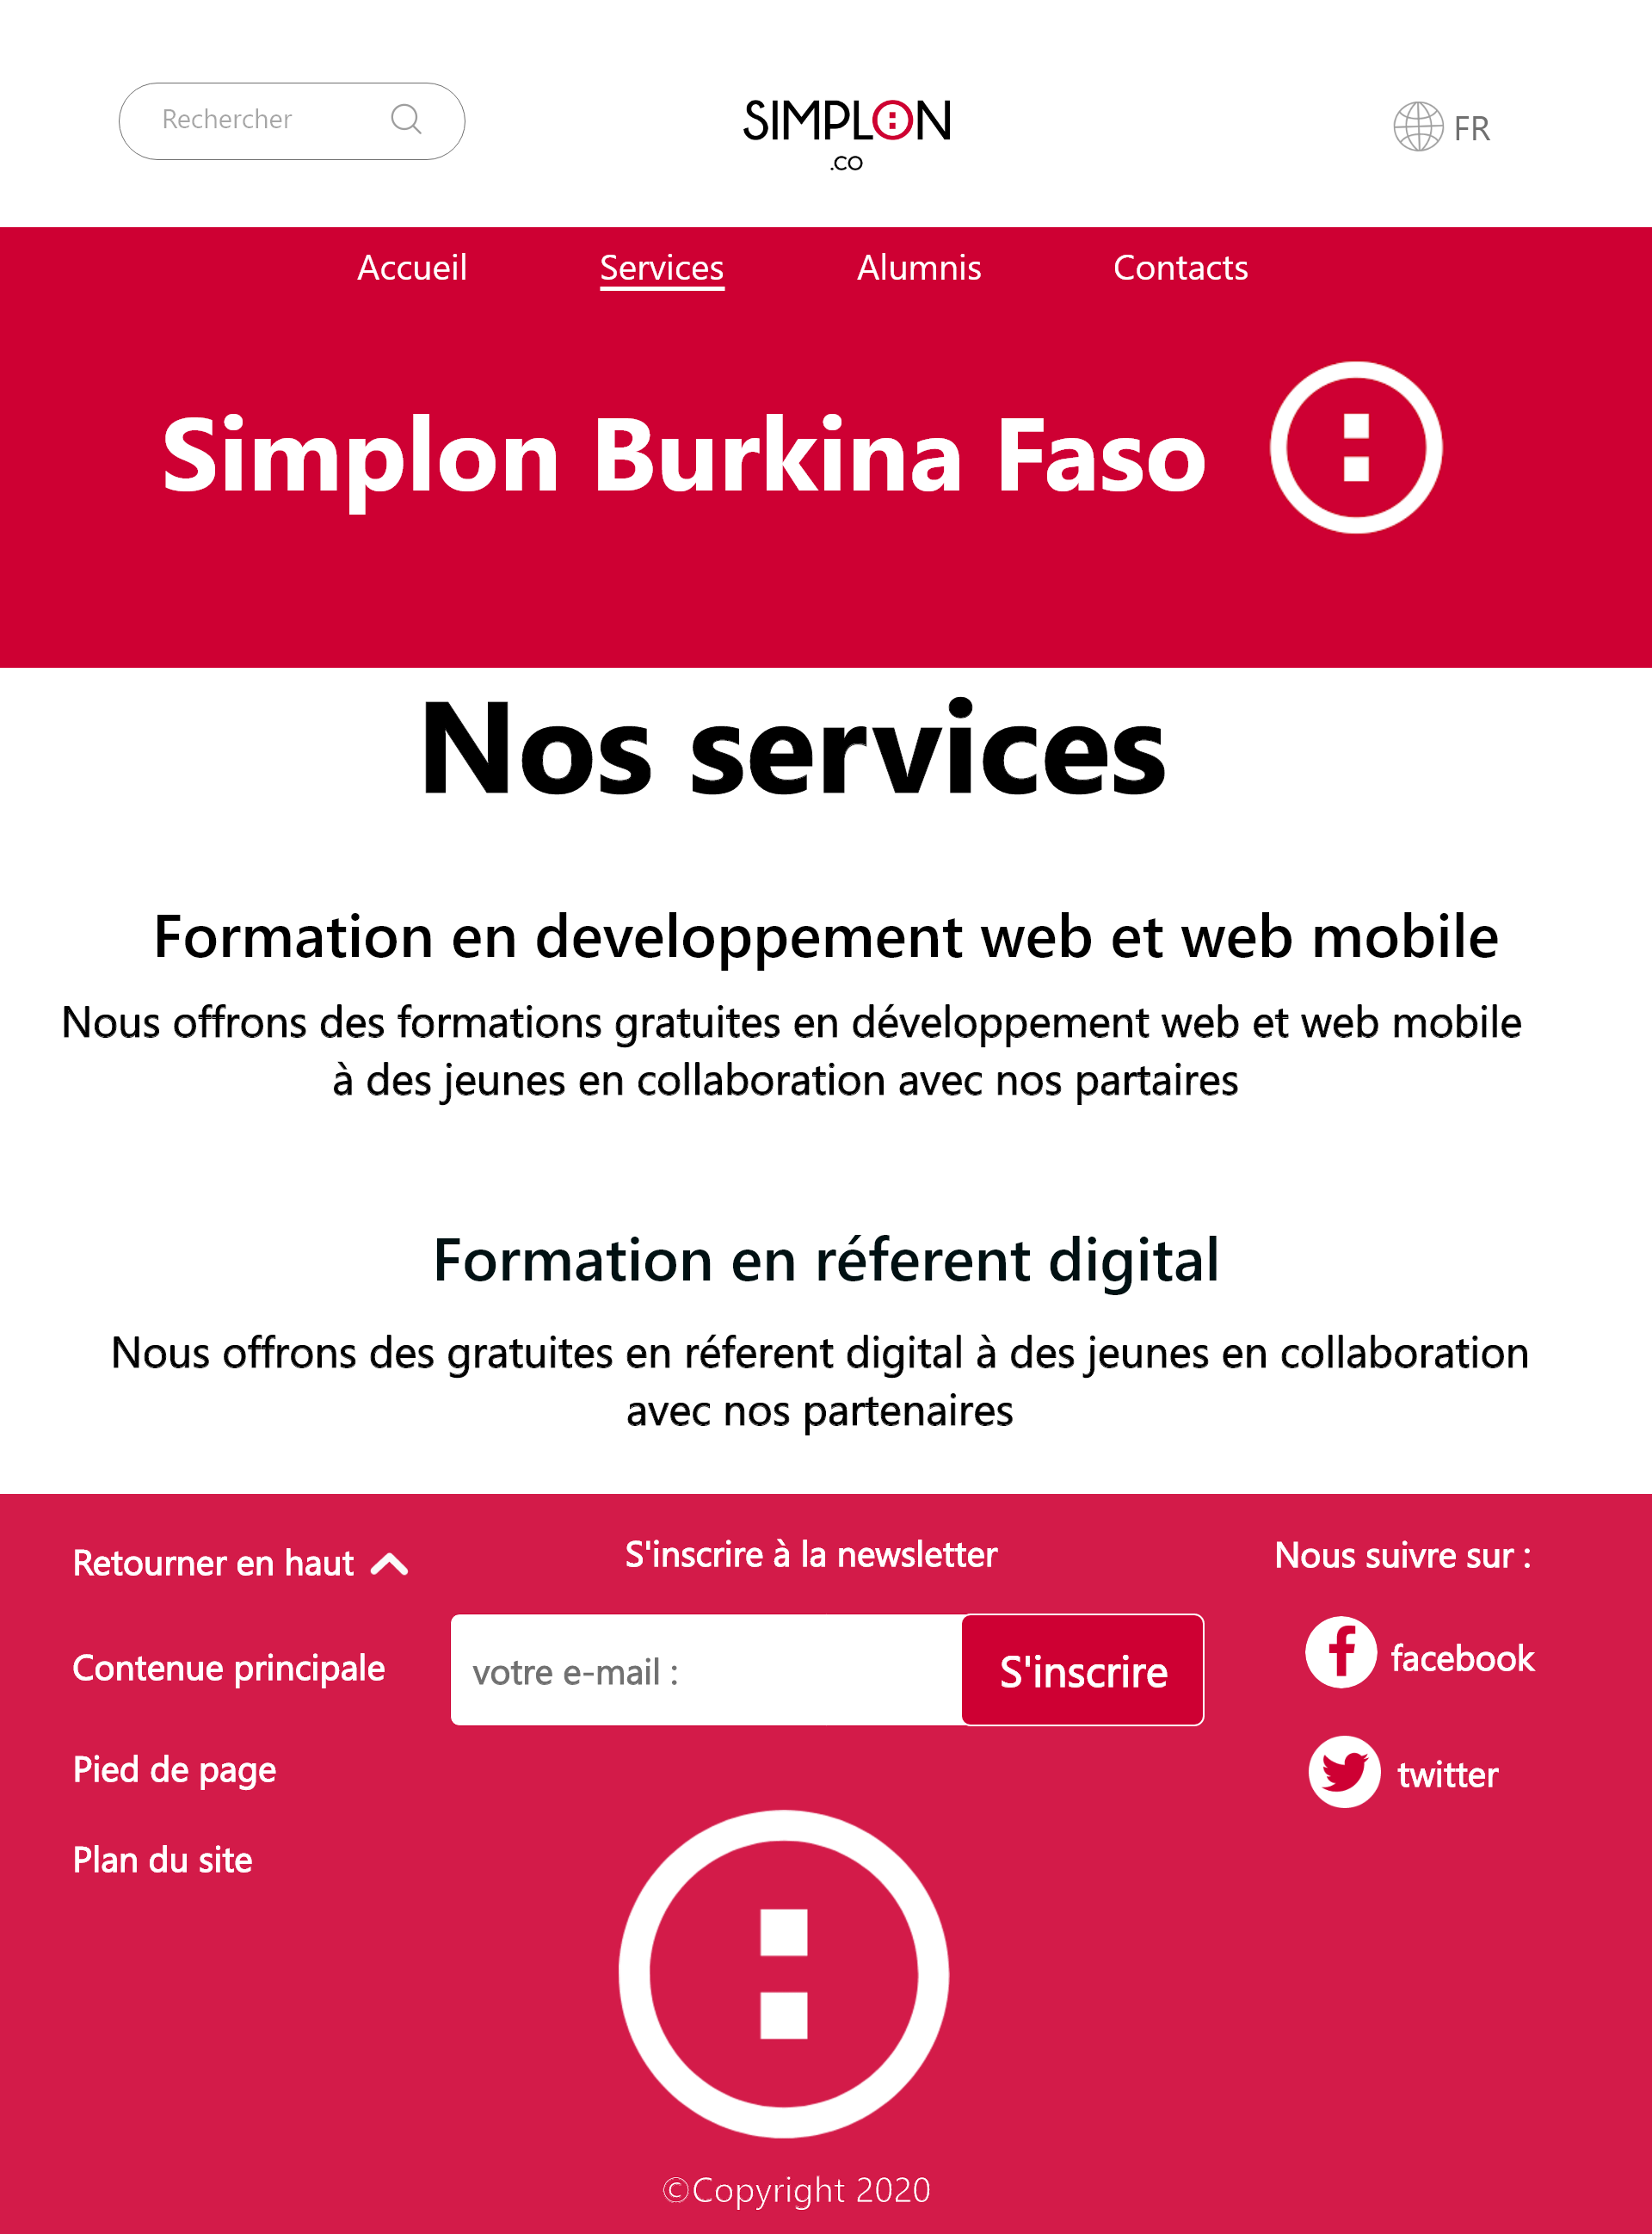 Rechercher
SIMPLON
.CO
FR
Accueil Services Alumnis Contacts
Simplon Burkina Faso
Nos services
Formation en developpement web et web mobile
Nous offrons des formations gratuites en développement web et web mobile
à des jeunes en collaboration avec nos partaires
Formation en réferent digital
Nous offrons des gratuites en réferent digital à des jeunes en collaboration
avec nos partenaires
Retourner en haut
Contenue principale
Pied de page
Plan du site
S'inscrire à la newsletter
votre e-mail :
S'inscrire
Nous suivre sur :
facebook
twitter
©Copyright 2020